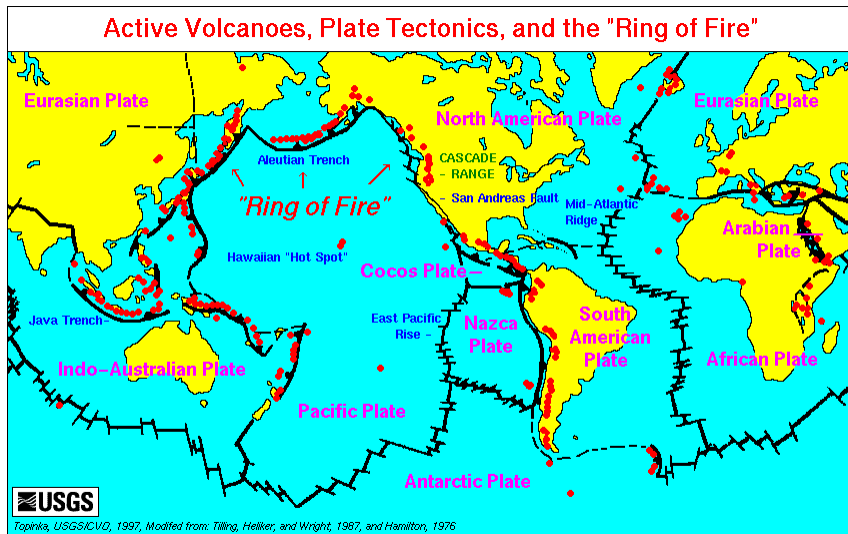 Active Volcanoes, Plate Tectonics, and the "Ring of Fire"
Eurasian Plate
North American Plate
Eurasian Plate
Aleutian Trench
CASCADE
- RANGE
"Ring of Fire"
- San Andreas Fault
Mid-Atlantic
Ridge
Arabian
Plate
Hawaiian "Hot Spot"
Cocos Plate
Java Trench
East Pacific
Rise -
Nazca
Plate
South
American
Plate
Indo-Australian Plate
African Plate
Pacific Plate
Antarctic Plate
USGS
Topinka, USGS/CVO, 1997, Modifed from: Tilling, Heliker, and Wright, 1987, and Hamilton, 1976